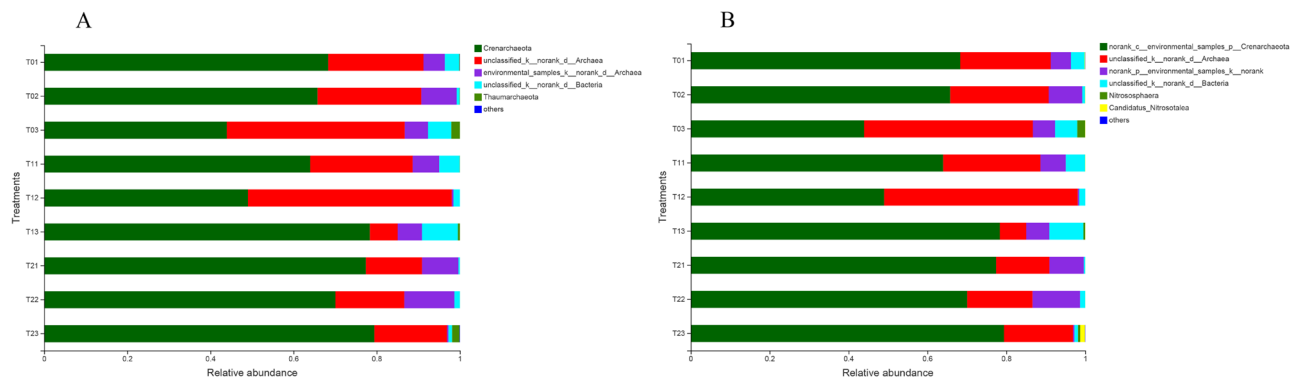 A
Treatments
T01
T02
T03
T11
T12
T13
T21
T22
T23
0
0.2
0.4
0.6
0.8
1
Relative abundance
Crenarchaeota
unclassified_k__norank_d__Archaea
environmental_samples_k__norank_d__Archaea
unclassified_k__norank_d__Bacteria
Thaumarchaeota
others
B
Treatments
T01
T02
T03
T11
T12
T13
T21
T22
T23
0
0.2
0.4
0.6
0.8
1
Relative abundance
norank_c__environmental_samples_p__Crenarchaeota
unclassified_k__norank_d__Archaea
norank_p__environmental_samples_k__norank
unclassified_k__norank_d__Bacteria
Nitrososphaera
Candidatus_Nitrosotalea
others